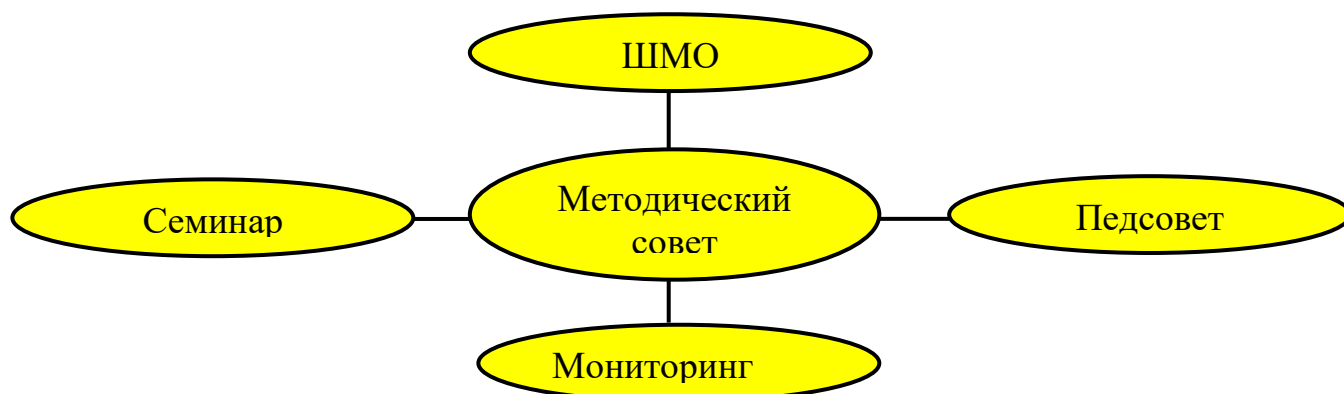 ШМО
Методический
совет
Семинар
Педсовет
Мониторинг